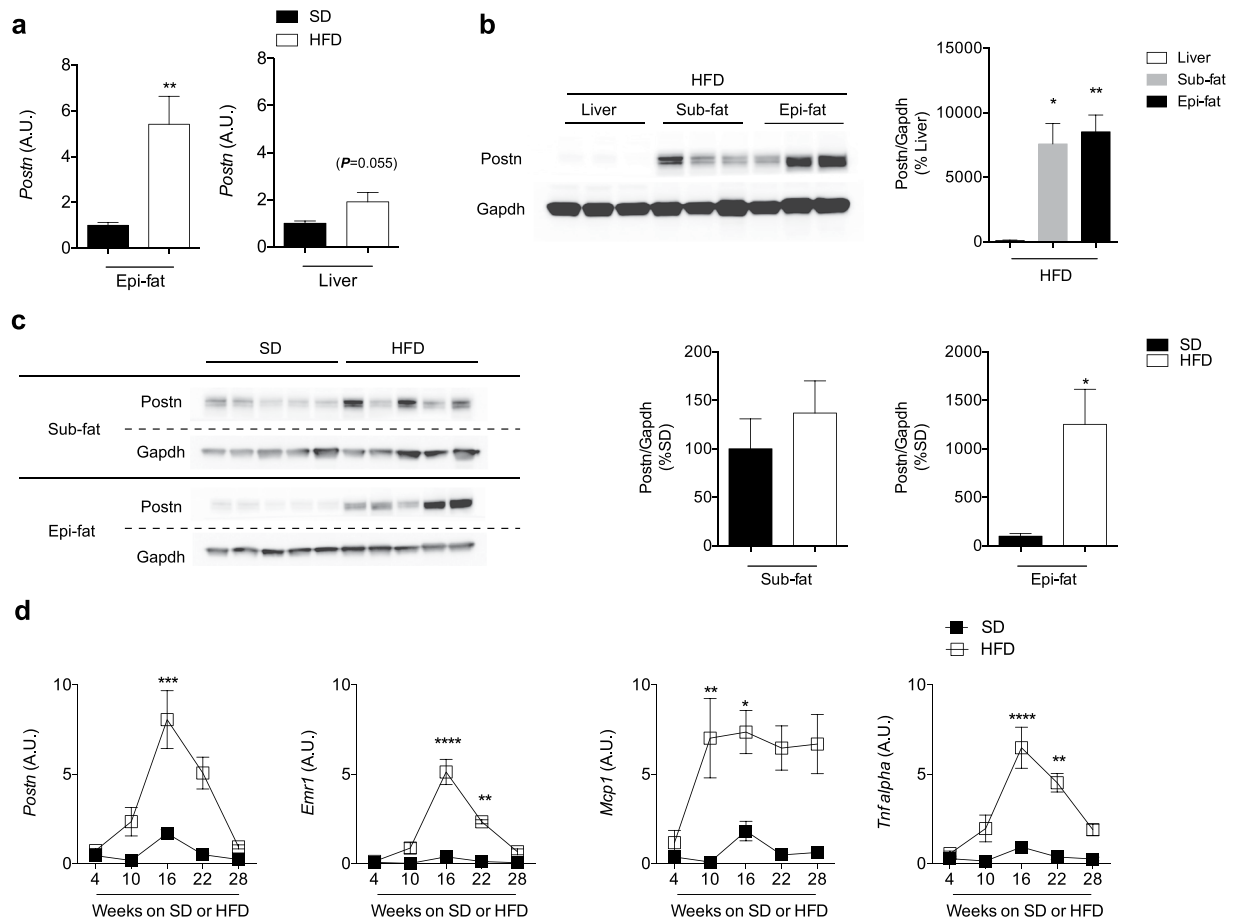 a
SD
HFD
Postn (A.U.)
8
6
4
2
0
**
Epi-fat
Postn (A.U.)
8
6
4
2
0
(P=0.055)
Liver
b
HFD
Liver
Sub-fat
Epi-fat
Postn
Gapdh
Postn/Gapdh
(% Liver)
15000
10000
5000
0
*
**
HFD
Liver
Sub-fat
Epi-fat
c
SD
HFD
Sub-fat
Postn
Gapdh
Epi-fat
Postn
Gapdh
Postn/Gapdh
(%SD)
200
150
100
50
0
Sub-fat
Postn/Gapdh
(%SD)
2000
1500
1000
500
0
*
Epi-fat
SD
HFD
d
SD
HFD
Postn (A.U.)
10
5
0
***
4 10 16 22 28
Weeks on SD or HFD
Emr1 (A.U.)
10
5
0
****
**
4 10 16 22 28
Weeks on SD or HFD
Mcp1 (A.U.)
10
5
0
**
*
4 10 16 22 28
Weeks on SD or HFD
Tnf alpha (A.U.)
10
5
0
****
**
4 10 16 22 28
Weeks on SD or HFD